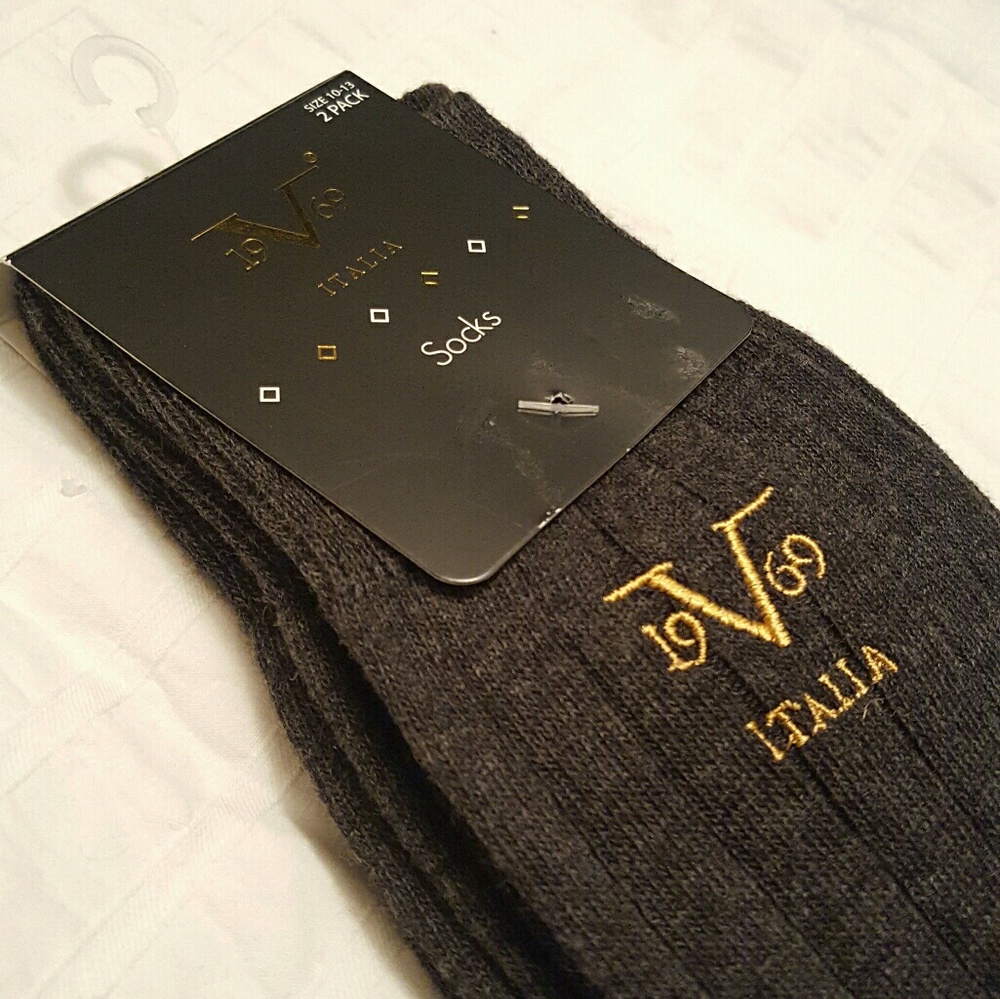 SIZE 10-13
2 PACK
19V69
ITALIA
Socks
19V69
ITALIA